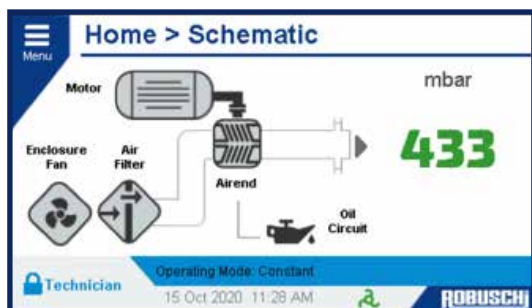 Home > Schematic
Menu
mbar
433
Motor
Enclosure
Fan
Air
Filter
Airend
Oil
Circuit
Technician
Operating Mode: Constant
15 Oct 2020 11:28 AM
ROBUSCHI